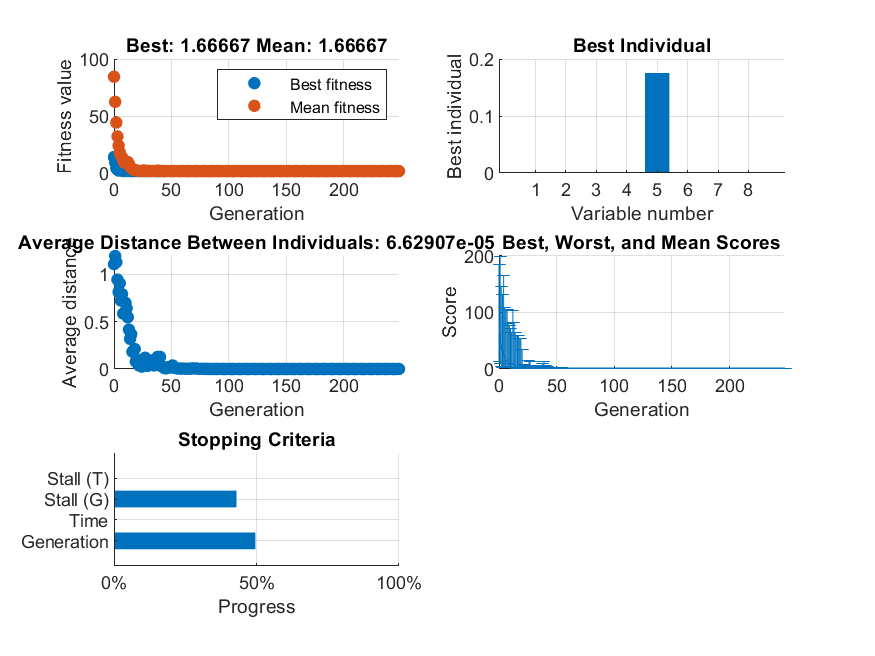 Best: 1.66667 Mean: 1.66667
Fitness value
100
50
0
Best fitness
Mean fitness
0 50 100 150 200
Generation
Best Individual
Best individual
0.2
0.1
0
1 2 3 4 5 6 7 8
Variable number
Average Distance Between Individuals: 6.62907e-05
Average distance
1
0.5
0
0 50 100 150 200
Generation
Best, Worst, and Mean Scores
Score
200
100
0
0 50 100 150 200
Generation
Stopping Criteria
Stall (T)
Stall (G)
Time
Generation
0% 50% 100%
Progress